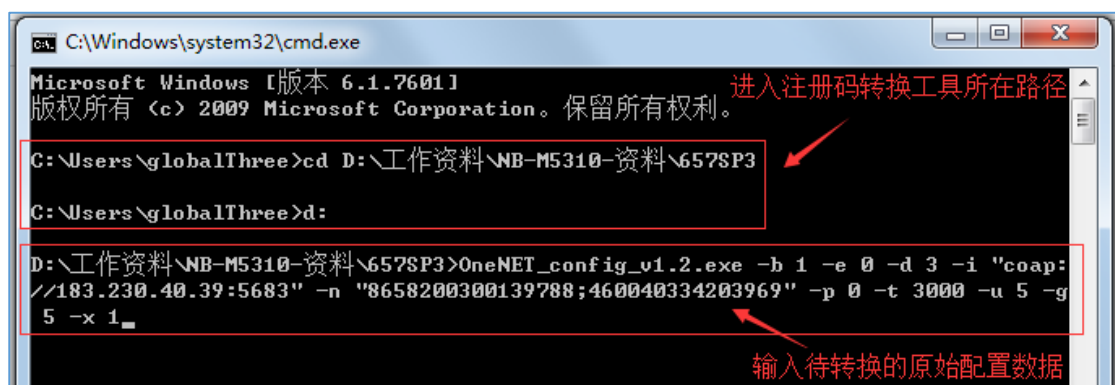 C:\Windows\system32\cmd.exe
Microsoft Windows [版本 6.1.7601]
进入注册码转换工具所在路径
版权所有 (c) 2009 Microsoft Corporation。保留所有权利。
C:\Users\globalThree>cd D:\工作资料\NB-M5310-资料\657SP3
C:\Users\globalThree>d:
D:\工作资料\NB-M5310-资料\657SP3>OneNET_config_v1.2.exe -b 1 -e 0 -d 3 -i "coap:
//183.230.40.39:5683" -n "8658200300139788;460040334203969" -p 0 -t 3000 -u 5 -g
5 -x 1_
输入待转换的原始配置数据